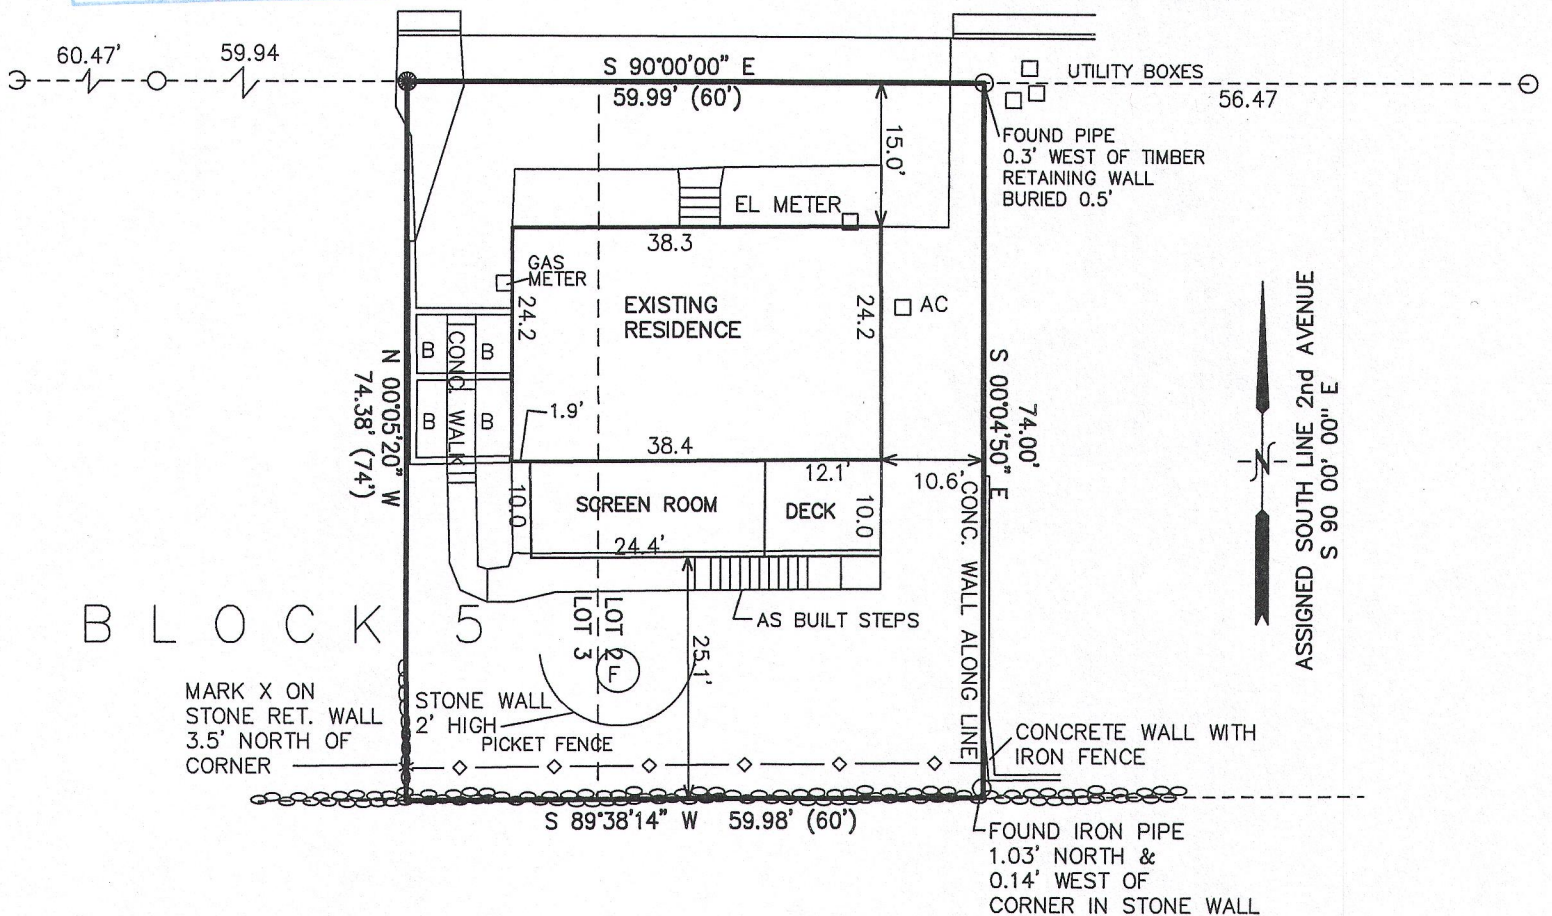 60.47'
59.94
S 90°00'00" E
59.99' (60')
UTILITY BOXES
56.47
FOUND PIPE
0.3' WEST OF TIMBER
RETAINING WALL
BURIED 0.5'
15.0'
EL METER
38.3
GAS
METER
24.2
EXISTING
RESIDENCE
24.2
AC
B
B
B
B
CONC. WALK
N 00°05'20" W
74.38' (74')
S 00°04'50" E
74.00'
ASSIGNED SOUTH LINE 2nd AVENUE
S 90 00' 00" E
N
1.9'
38.4
12.1'
10.6'
10.0
SCREEN ROOM
DECK
10.0
24.4'
CONC. WALL ALONG LINE
BLOCK 5
LOT 2
LOT 3
AS BUILT STEPS
F
25.1'
MARK X ON
STONE RET. WALL
3.5' NORTH OF
CORNER
STONE WALL
2' HIGH
PICKET FENCE
CONCRETE WALL WITH
IRON FENCE
S 89°38'14" W 59.98' (60')
FOUND IRON PIPE
1.03' NORTH &
0.14' WEST OF
CORNER IN STONE WALL